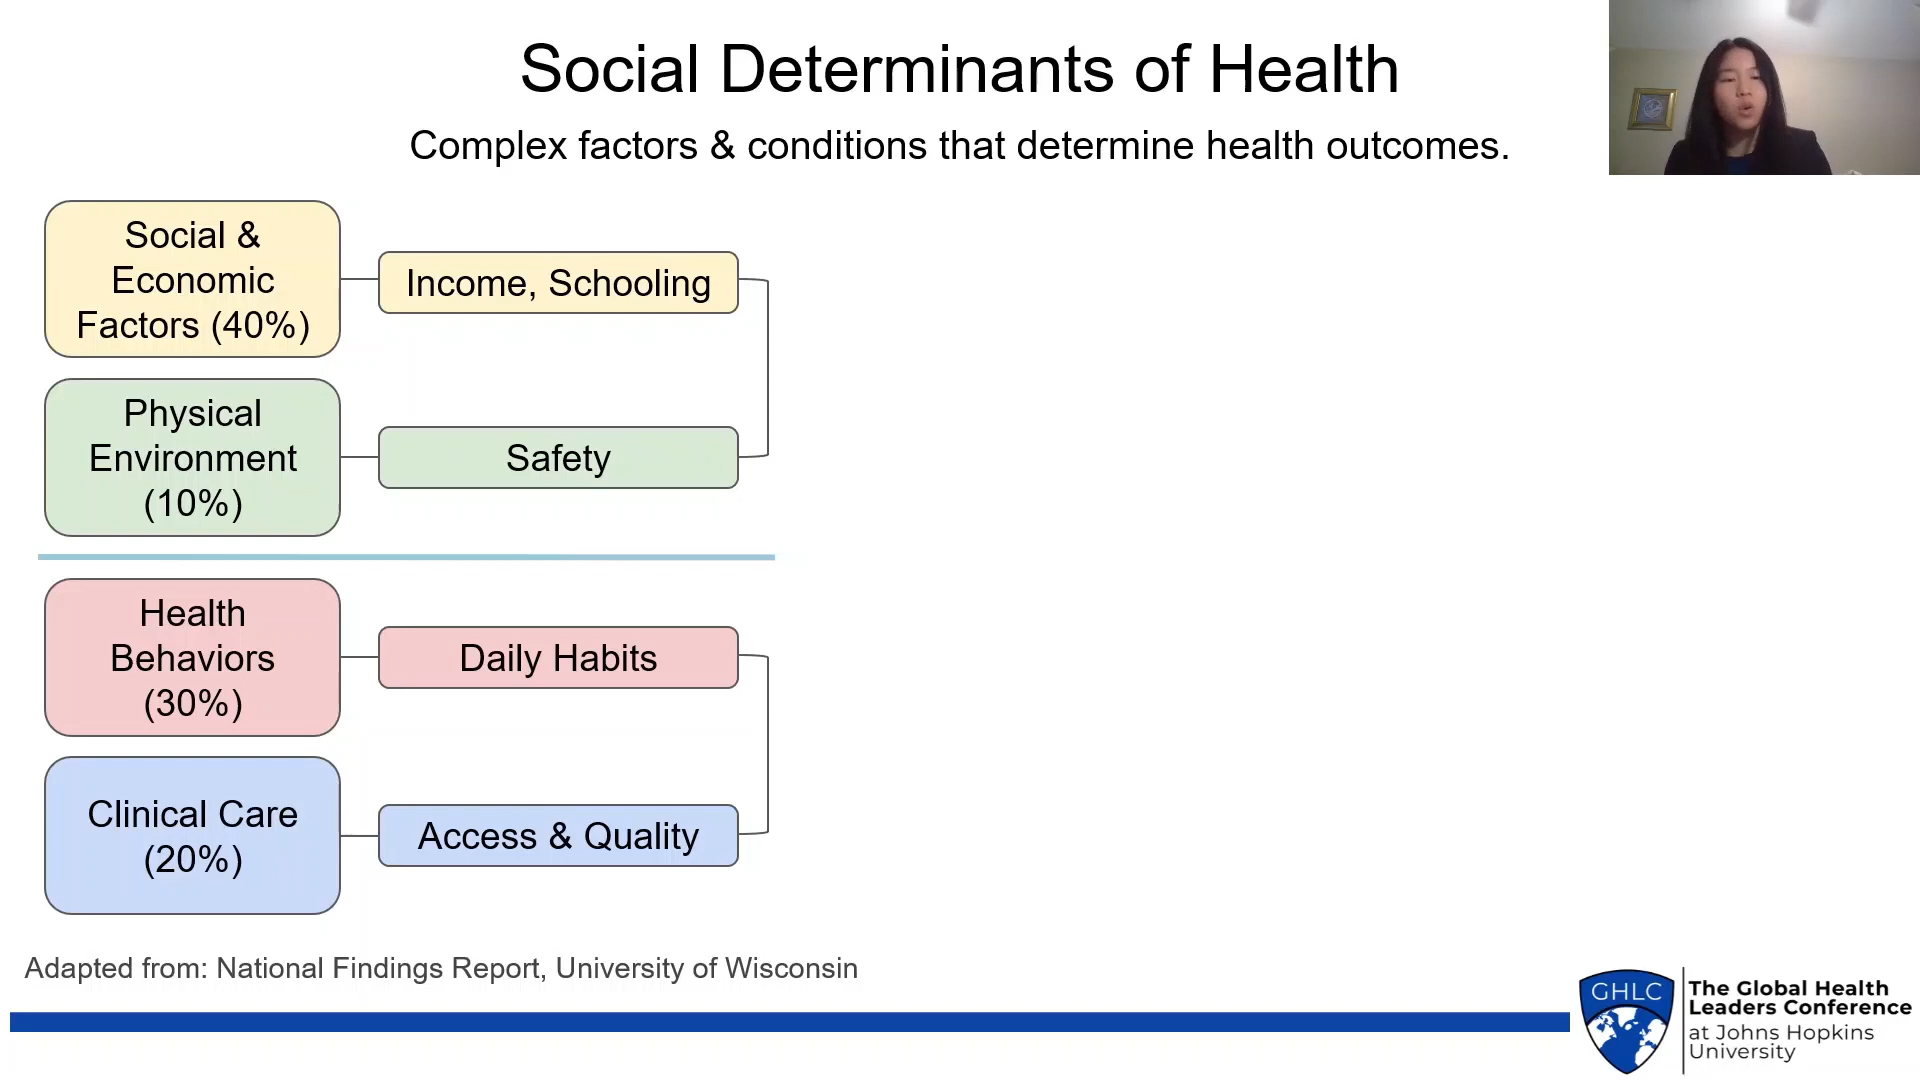 Social Determinants of Health
Complex factors & conditions that determine health outcomes.
Social &
Economic
Factors (40%)
Income, Schooling
Physical
Environment
(10%)
Safety
Health
Behaviors
(30%)
Daily Habits
Clinical Care
(20%)
Access & Quality
Adapted from: National Findings Report, University of Wisconsin
GHLC
The Global Health
Leaders Conference
at Johns Hopkins
University